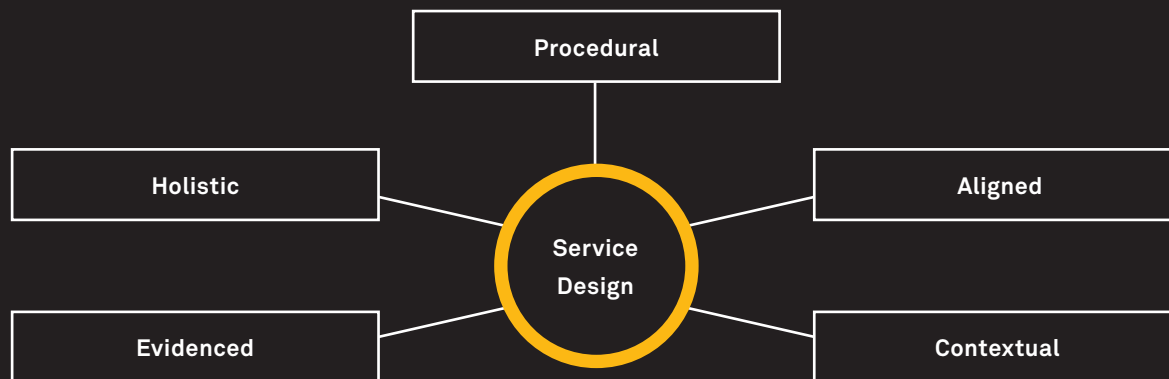 Procedural
Holistic
Aligned
Service
Design
Evidenced
Contextual